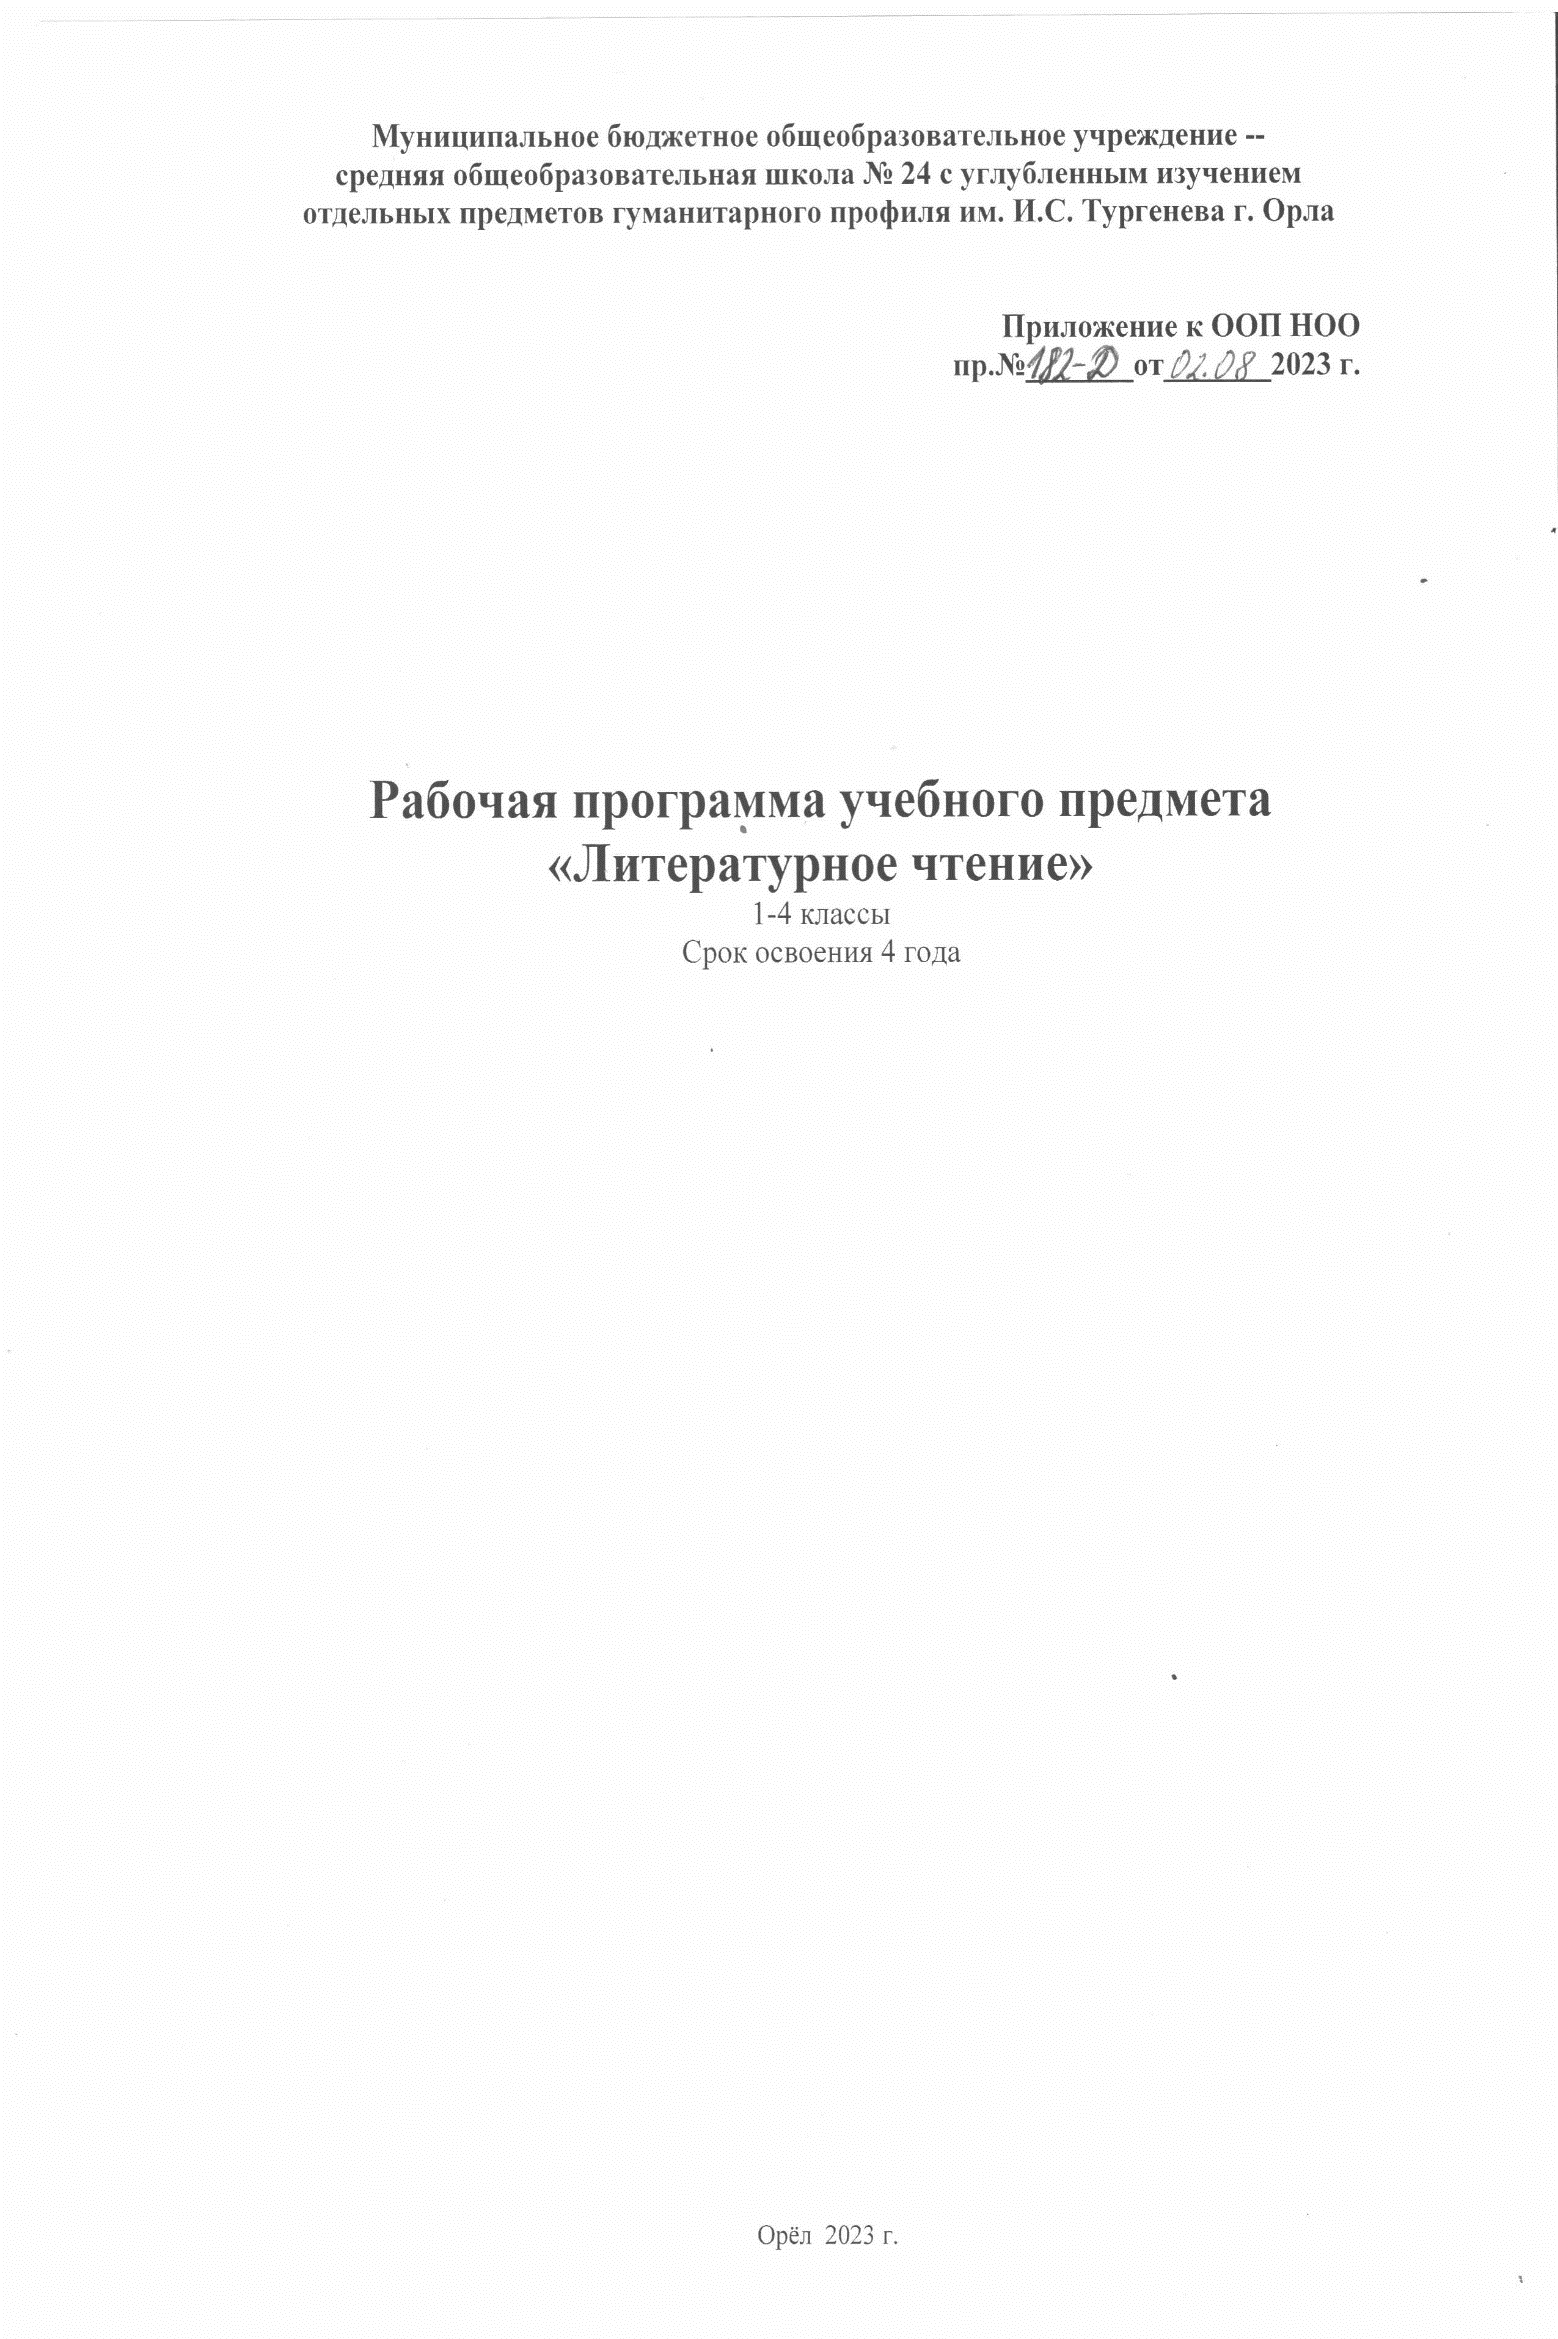 Муниципальное бюджетное общеобразовательное учреждение --
средняя общеобразовательная школа № 24 с углубленным изучением
отдельных предметов гуманитарного профиля им. И.С. Тургенева г. Орла
Приложение к ООП НОО
пр.№182-Д от 02.08 2023 г.
Рабочая программа учебного предмета
«Литературное чтение»
1-4 классы
Срок освоения 4 года
Орёл 2023 г.